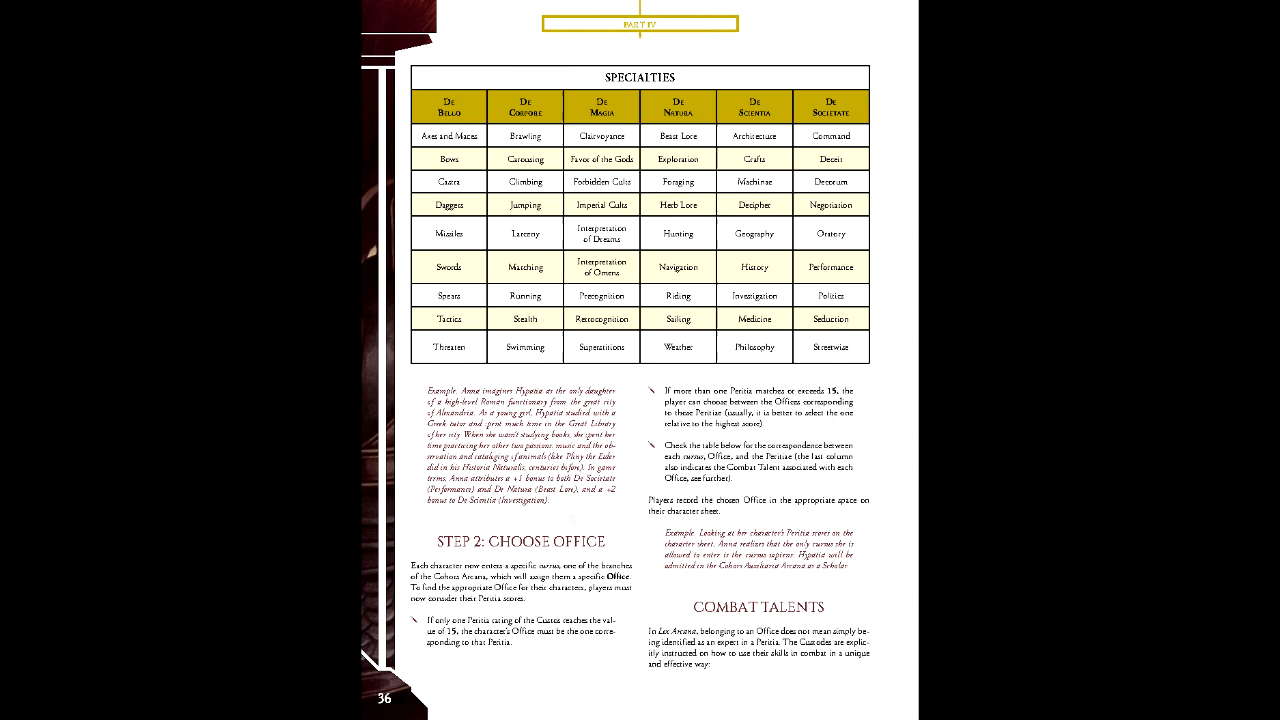 PART IV
SPECIALTIES
De Bello De Corpore De Magia De Natura De Scientia De Societate
Axes and Maces Brawling Clairvoyance Beast Lore Architecture Command
Bows Carousing Favor of the Gods Exploration Crafts Deceit
Castra Climbing Forbidden Cults Foraging Machinae Decorum
Daggers Jumping Imperial Cults Herb Lore Decipher Negotiation
Missiles Larceny Interpretation of Dreams Hunting Geography Oratory
Swords Marching Interpretation of Omens Navigation History Performance
Spears Running Precognition Riding Investigation Politics
Tactics Stealth Retrocognition Sailing Medicine Seduction
Threaten Swimming Superstitions Weather Philosophy Streetwise
Example. Anna imagines Hypatia as the only daughter
of a high-level Roman functionary from the great city
of Alexandria. As a young girl, Hypatia studied with a
Greek tutor and spent much time in the Great Library
of her city. When she wasn't studying books, she spent her
time practicing her other two passions: music and the ob-
servation and cataloging of animals (like Pliny the Elder
did in his Historia Naturalis, centuries before). In game
terms, Anna attributes a +1 bonus to both De Societate
(Performance) and De Natura (Beast Lore), and a +2
bonus to De Scientia (Investigation).
STEP 2: CHOOSE OFFICE
Each character now enters a specific cursus, one of the branches
of the Cohors Arcana, which will assign them a specific Office.
To find the appropriate Office for their characters, players must
now consider their Peritia scores.
If only one Peritia rating of the Custos reaches the val-
ue of 15, the character's Office must be the one corre-
sponding to that Peritia.
If more than one Peritia matches or exceeds 15, the
player can choose between the Offices corresponding
to these Peritiae (usually, it is better to select the one
relative to the highest score)
Check the table below for the correspondence between
each cursus, Office, and the Peritiae (the last column
also indicates the Combat Talent associated with each
Office, see further).
Players record the chosen Office in the appropriate space on
their character sheet.
Example. Looking at her character's Peritia scores on the
character sheet, Anna realizes that the only cursus she is
allowed to enter is the cursus sapiens. Hypatia will be
admitted in the Cohors Auxiliaria Arcana as a Scholar.
COMBAT TALENTS
In Lex Arcana, belonging to an Office does not mean simply be-
ing identified as an expert in a Peritia. The Custodes are explic-
itly instructed on how to use their skills in combat in a unique
and effective way:
36